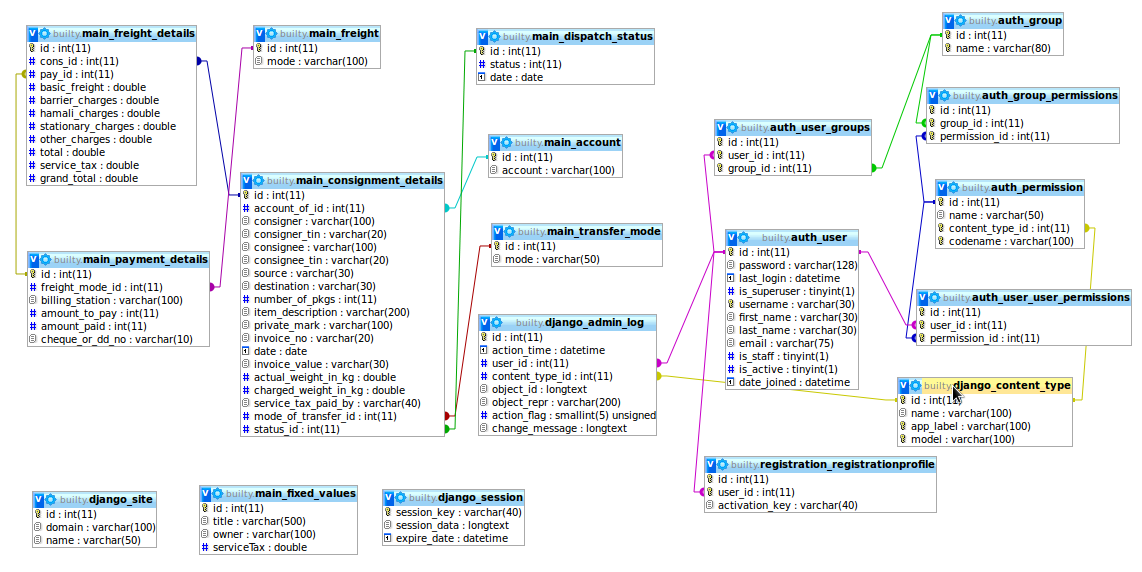 builty.main_freight_details
id : int(11)
cons_id : int(11)
pay_id : int(11)
basic_freight : double
barrier_charges : double
hamali_charges : double
stationary_charges : double
other_charges : double
total : double
service_tax : double
grand_total : double
builty.main_freight
id : int(11)
mode : varchar(100)
builty.main_dispatch_status
id : int(11)
status : int(11)
date : date
builty.auth_group
id : int(11)
name : varchar(80)
builty.auth_group_permissions
id : int(11)
group_id : int(11)
permission_id : int(11)
builty.auth_user_groups
id : int(11)
user_id : int(11)
group_id : int(11)
builty.main_account
id : int(11)
account : varchar(100)
builty.main_consignment_details
id : int(11)
account_of_id : int(11)
consigner : varchar(100)
consigner_tin : varchar(20)
consignee : varchar(100)
consignee_tin : varchar(20)
source : varchar(30)
destination : varchar(30)
number_of_pkgs : int(11)
item_description : varchar(200)
private_mark : varchar(100)
invoice_no : varchar(20)
date : date
invoice_value : varchar(30)
actual_weight_in_kg : double
charged_weight_in_kg : double
service_tax_paid_by : varchar(40)
mode_of_transfer_id : int(11)
status_id : int(11)
builty.auth_permission
id : int(11)
name : varchar(50)
content_type_id : int(11)
codename : varchar(100)
builty.main_transfer_mode
id : int(11)
mode : varchar(50)
builty.auth_user
id : int(11)
password : varchar(128)
last_login : datetime
is_superuser : tinyint(1)
username : varchar(30)
first_name : varchar(30)
last_name : varchar(30)
email : varchar(75)
is_staff : tinyint(1)
is_active : tinyint(1)
date_joined : datetime
builty.main_payment_details
id : int(11)
freight_mode_id : int(11)
billing_station : varchar(100)
amount_to_pay : int(11)
amount_paid : int(11)
cheque_or_dd_no : varchar(10)
builty.auth_user_user_permissions
id : int(11)
user_id : int(11)
permission_id : int(11)
builty.django_admin_log
id : int(11)
action_time : datetime
user_id : int(11)
content_type_id : int(11)
object_id : longtext
object_repr : varchar(200)
action_flag : smallint(5) unsigned
change_message : longtext
builty.django_content_type
id : int(11)
name : varchar(100)
app_label : varchar(100)
model : varchar(100)
builty.registration_registrationprofile
id : int(11)
user_id : int(11)
activation_key : varchar(40)
builty.django_site
id : int(11)
domain : varchar(100)
name : varchar(50)
builty.main_fixed_values
id : int(11)
title : varchar(500)
owner : varchar(100)
serviceTax : double
builty.django_session
session_key : varchar(40)
session_data : longtext
expire_date : datetime